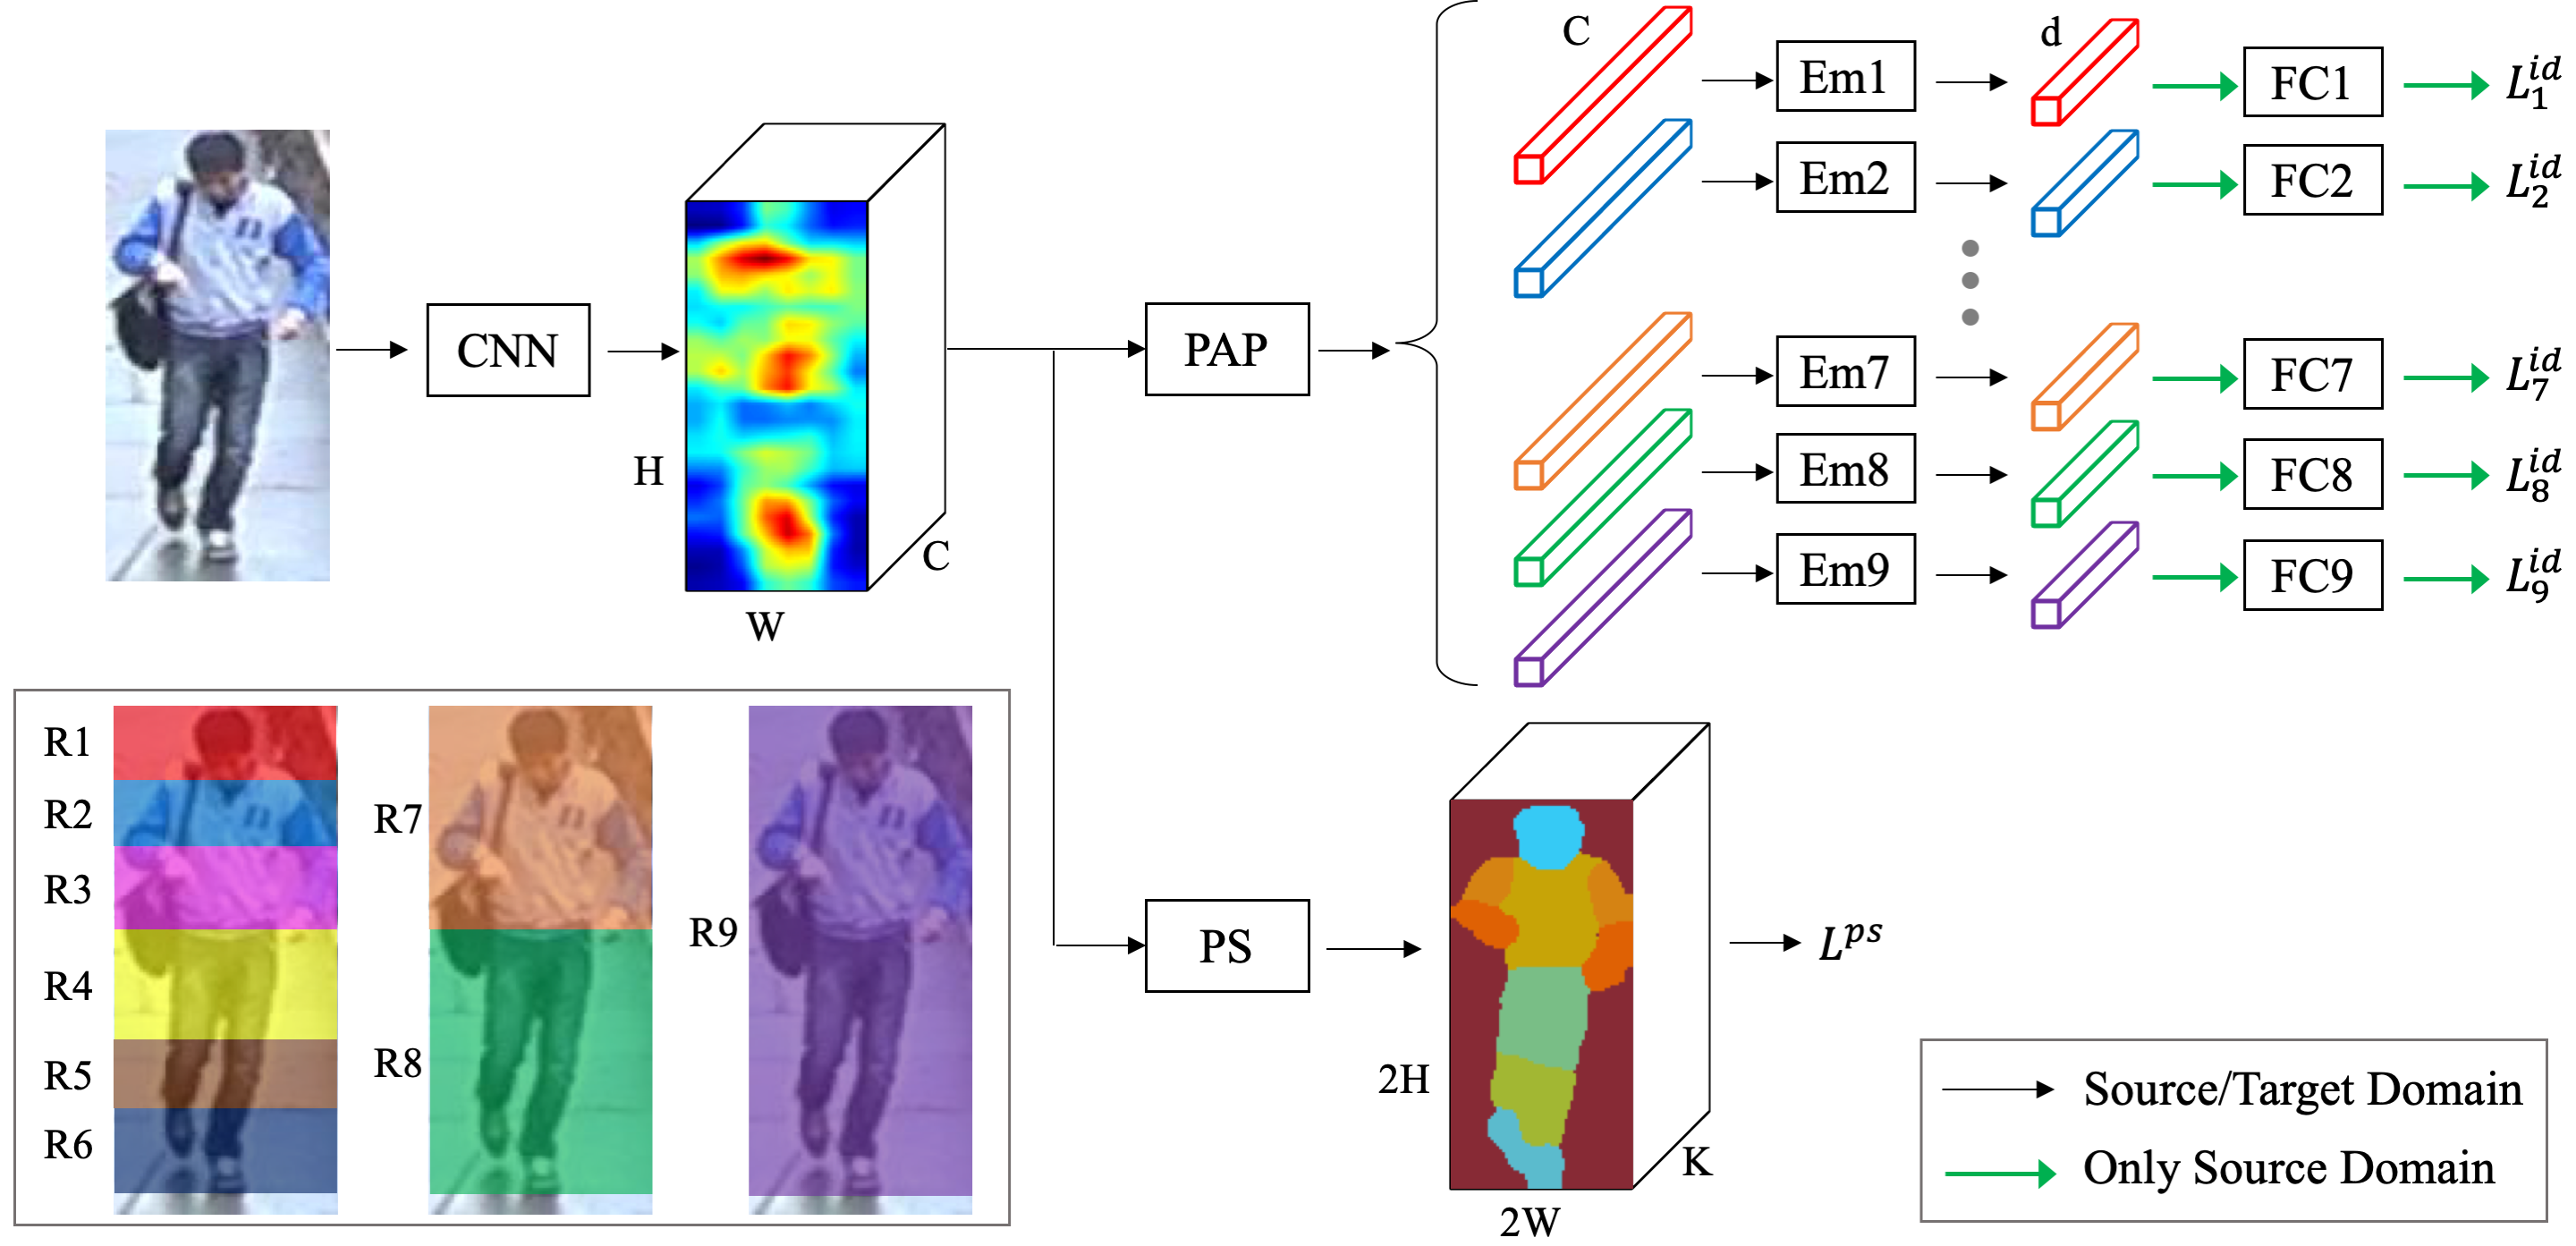 C
d
Em1
FC1
L_1^{id}
Em2
FC2
L_2^{id}
CNN
PAP
Em7
FC7
L_7^{id}
H
Em8
FC8
L_8^{id}
C
Em9
FC9
L_9^{id}
W
R1
R2
R7
R3
R9
R4
R8
R5
R6
PS
L^{ps}
2H
K
2W
Source/Target Domain
Only Source Domain